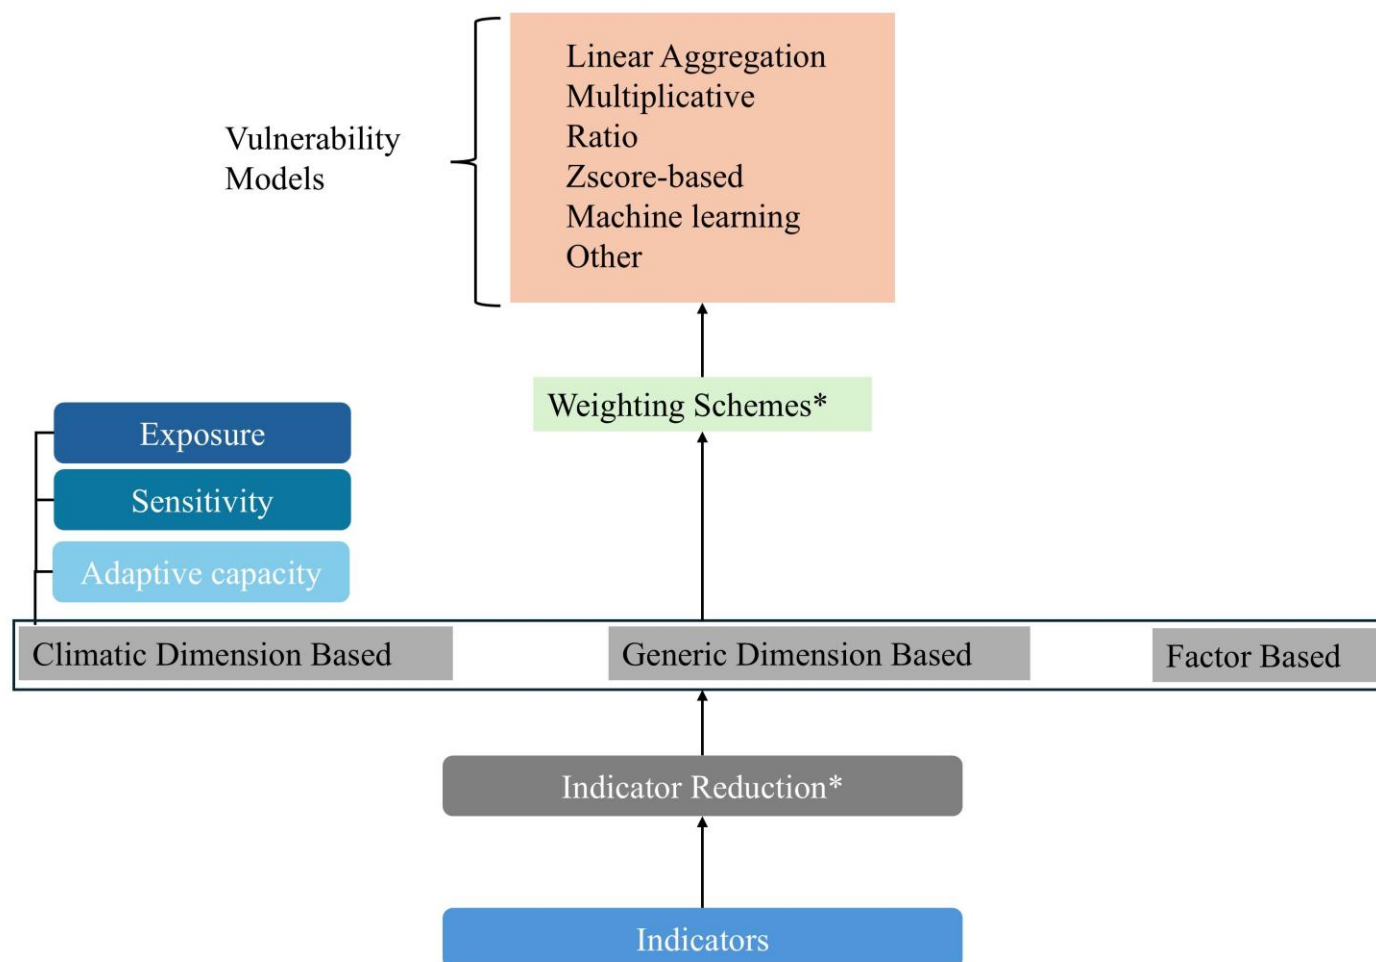 Linear Aggregation
Multiplicative
Ratio
Zscore-based
Machine learning
Other
Vulnerability
Models
Weighting Schemes*
Exposure
Sensitivity
Adaptive capacity
Climatic Dimension Based
Generic Dimension Based
Factor Based
Indicator Reduction*
Indicators